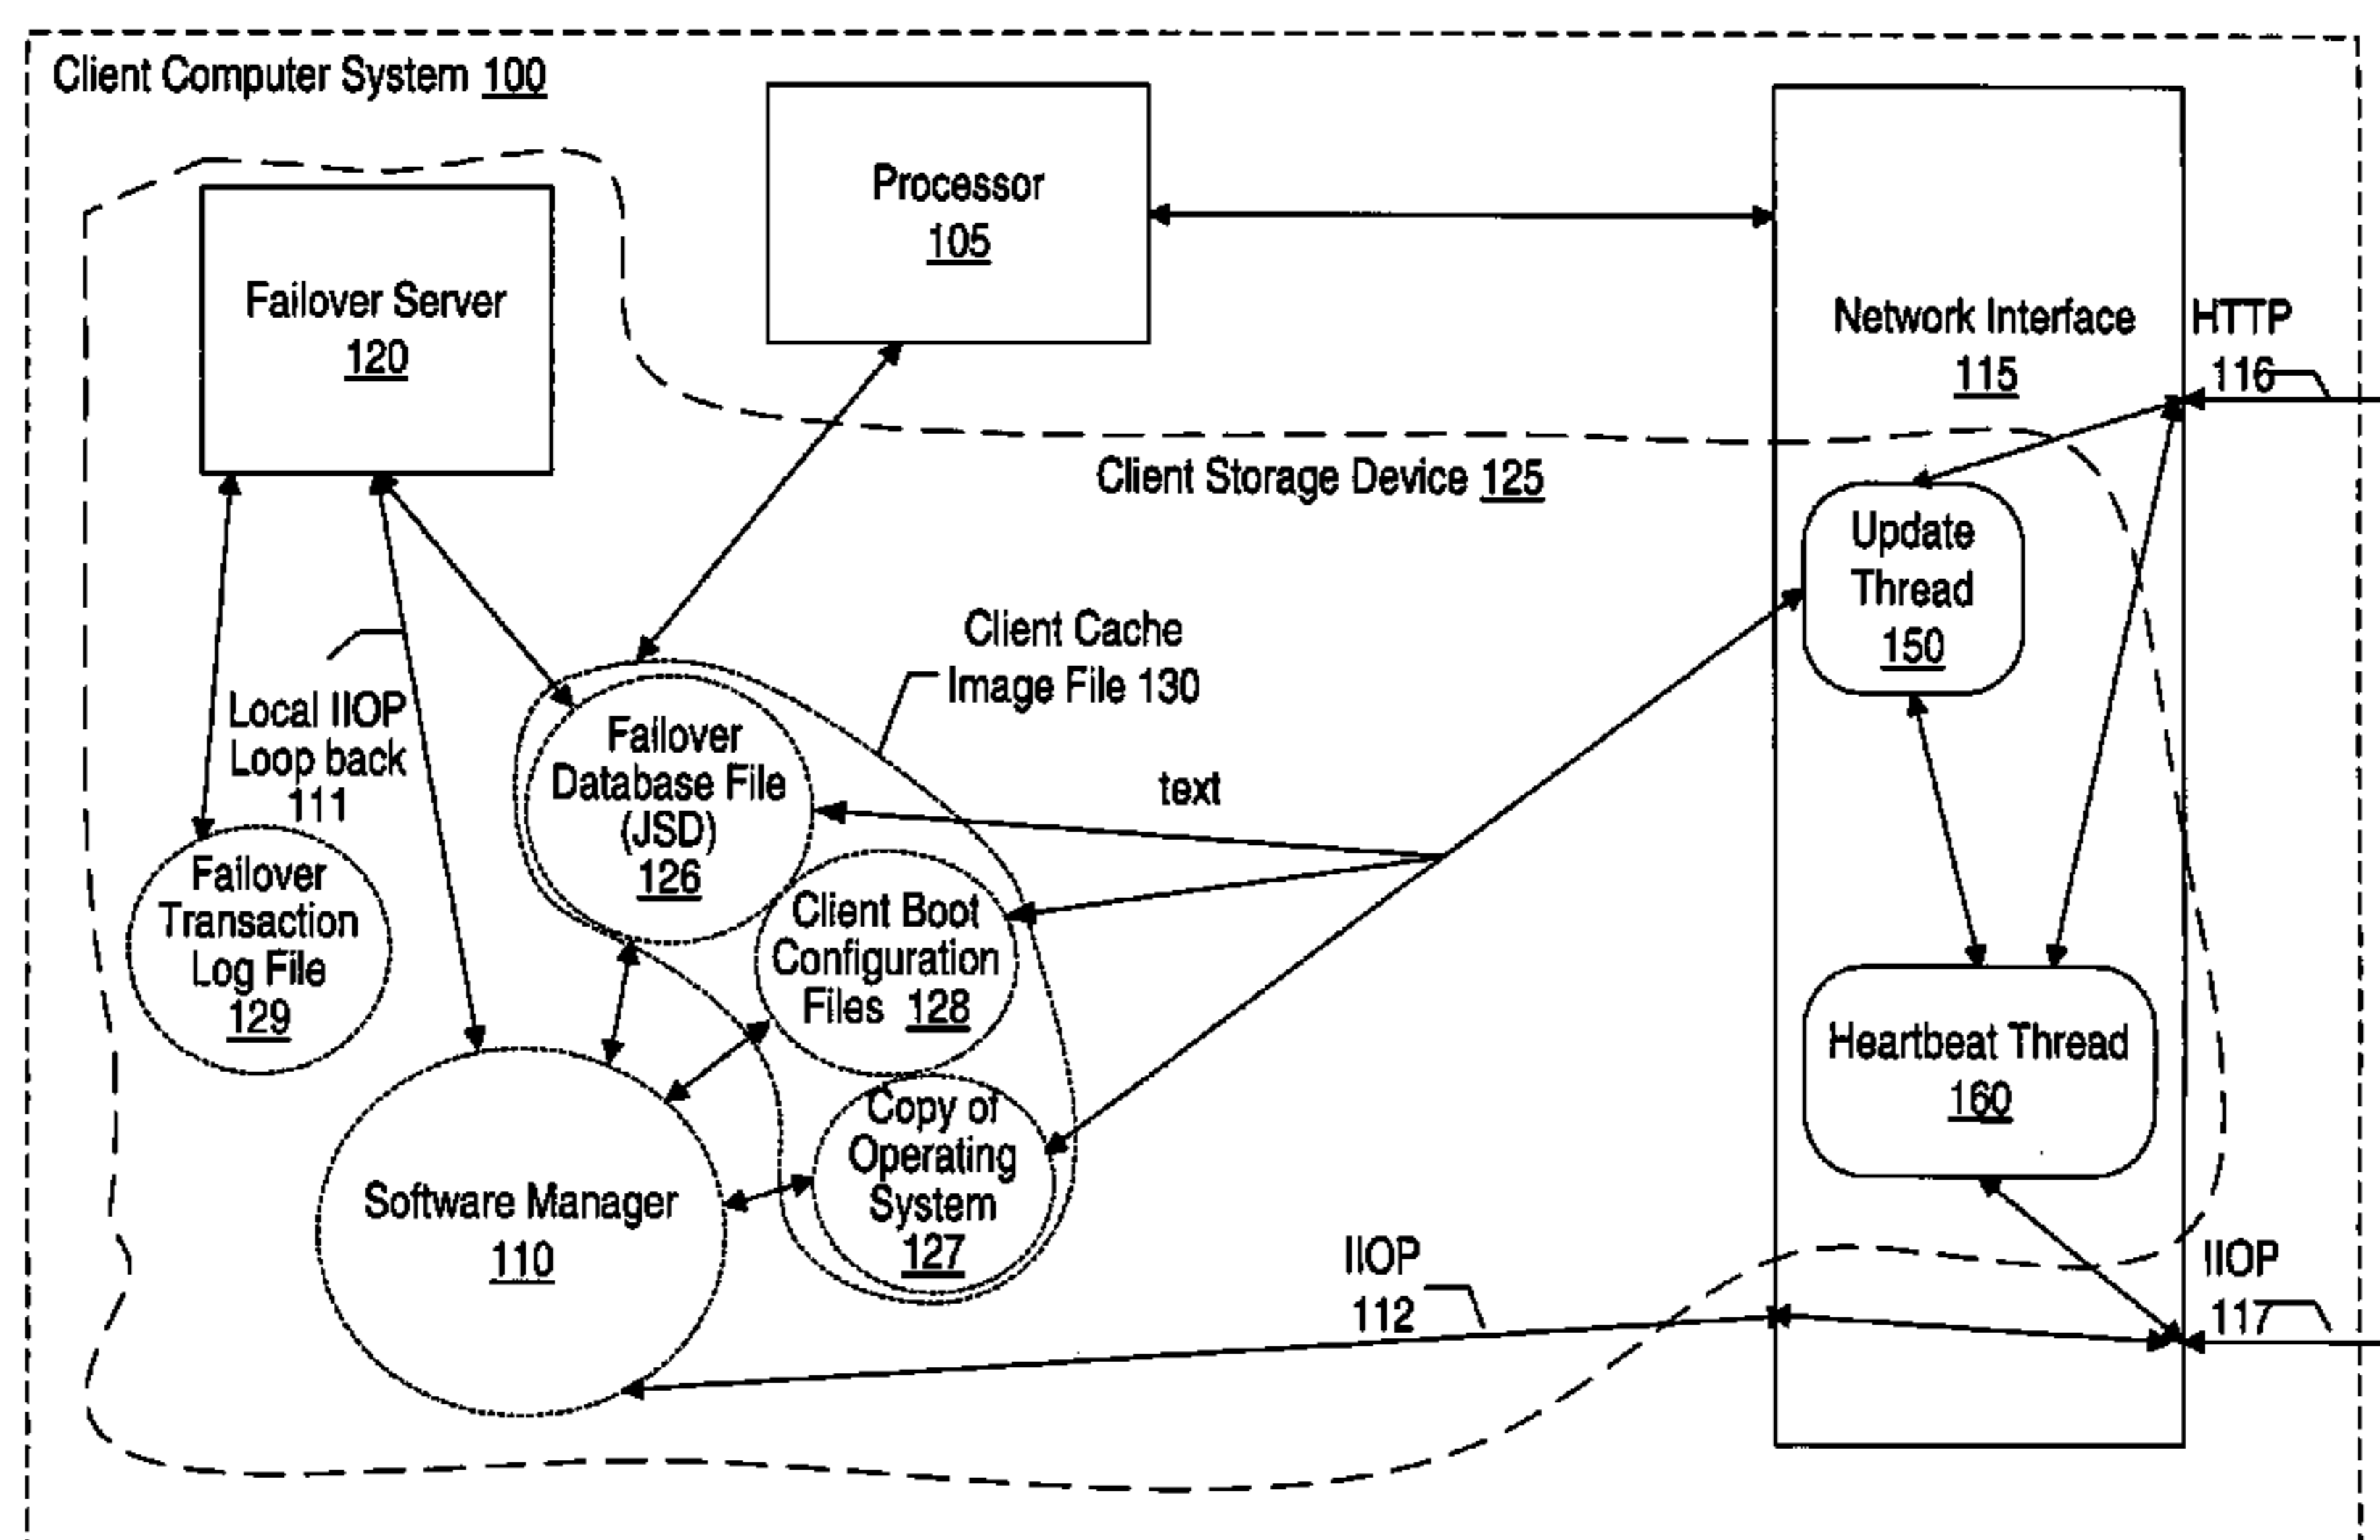 Client Computer System 100
Processor
105
Failover Server
120
Network Interface
115
HTTP
116
Client Storage Device 125
Update
Thread
150
Client Cache
Image File 130
Local IIOP
Loop back
111
Failover
Database File
(JSD)
126
text
Failover
Transaction
Log File
129
Client Boot
Configuration
Files 128
Heartbeat Thread
160
Copy of
Operating
System
127
Software Manager
110
IIOP
112
IIOP
117